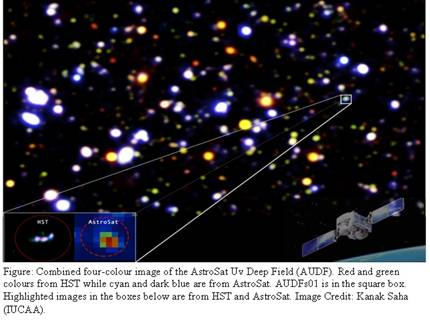 HST
AstroSat
Figure: Combined four-colour image of the AstroSat Uv Deep Field (AUDF). Red and green
colours from HST while cyan and dark blue are from AstroSat. AUDFs01 is in the square box.
Highlighted images in the boxes below are from HST and AstroSat. Image Credit: Kanak Saha
(IUCAA).